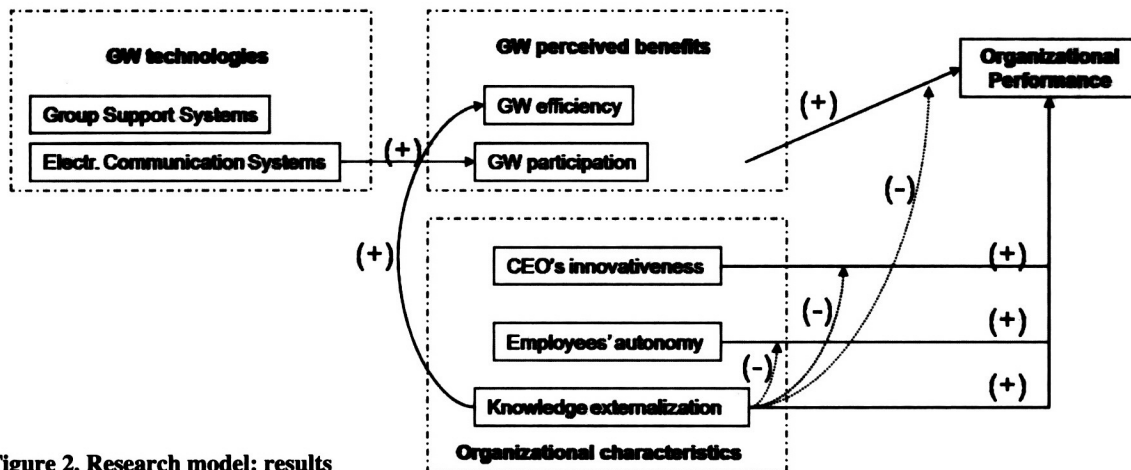 GW technologies
Group Support Systems
Electr. Communication Systems
(+)
GW perceived benefits
GW efficiency
GW participation
(+)
Organizational
Performance
(-)
(+)
CEO's innovativeness
(+)
(-)
Employees' autonomy
(+)
(-)
Knowledge externalization
(+)
Organizational characteristics
Figure 2. Research model: results